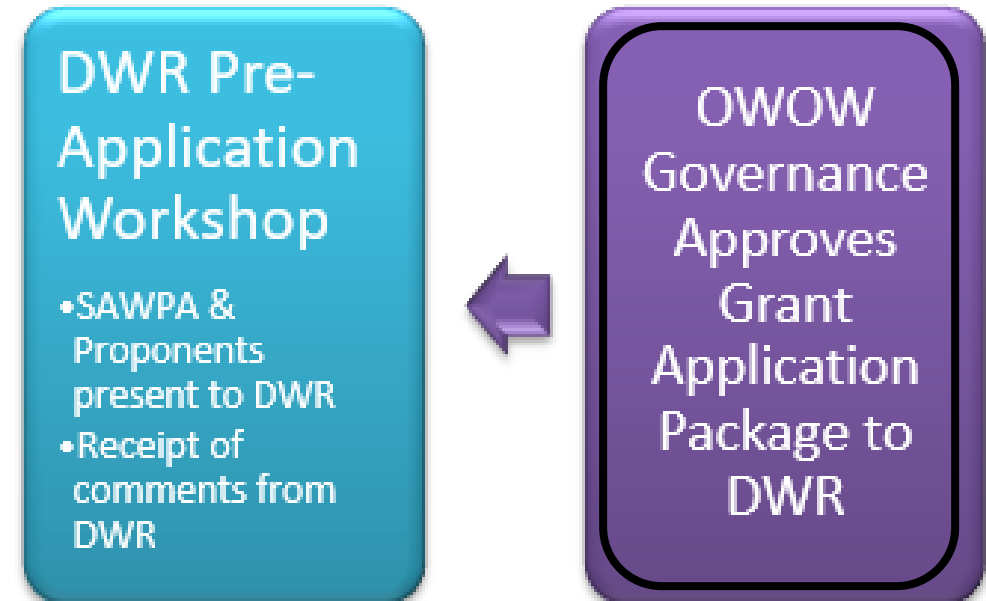 DWR Pre-
Application
Workshop
•SAWPA &
Proponents
present to DWR
•Receipt of
comments from
DWR
OWOW
Governance
Approves
Grant
Application
Package to
DWR